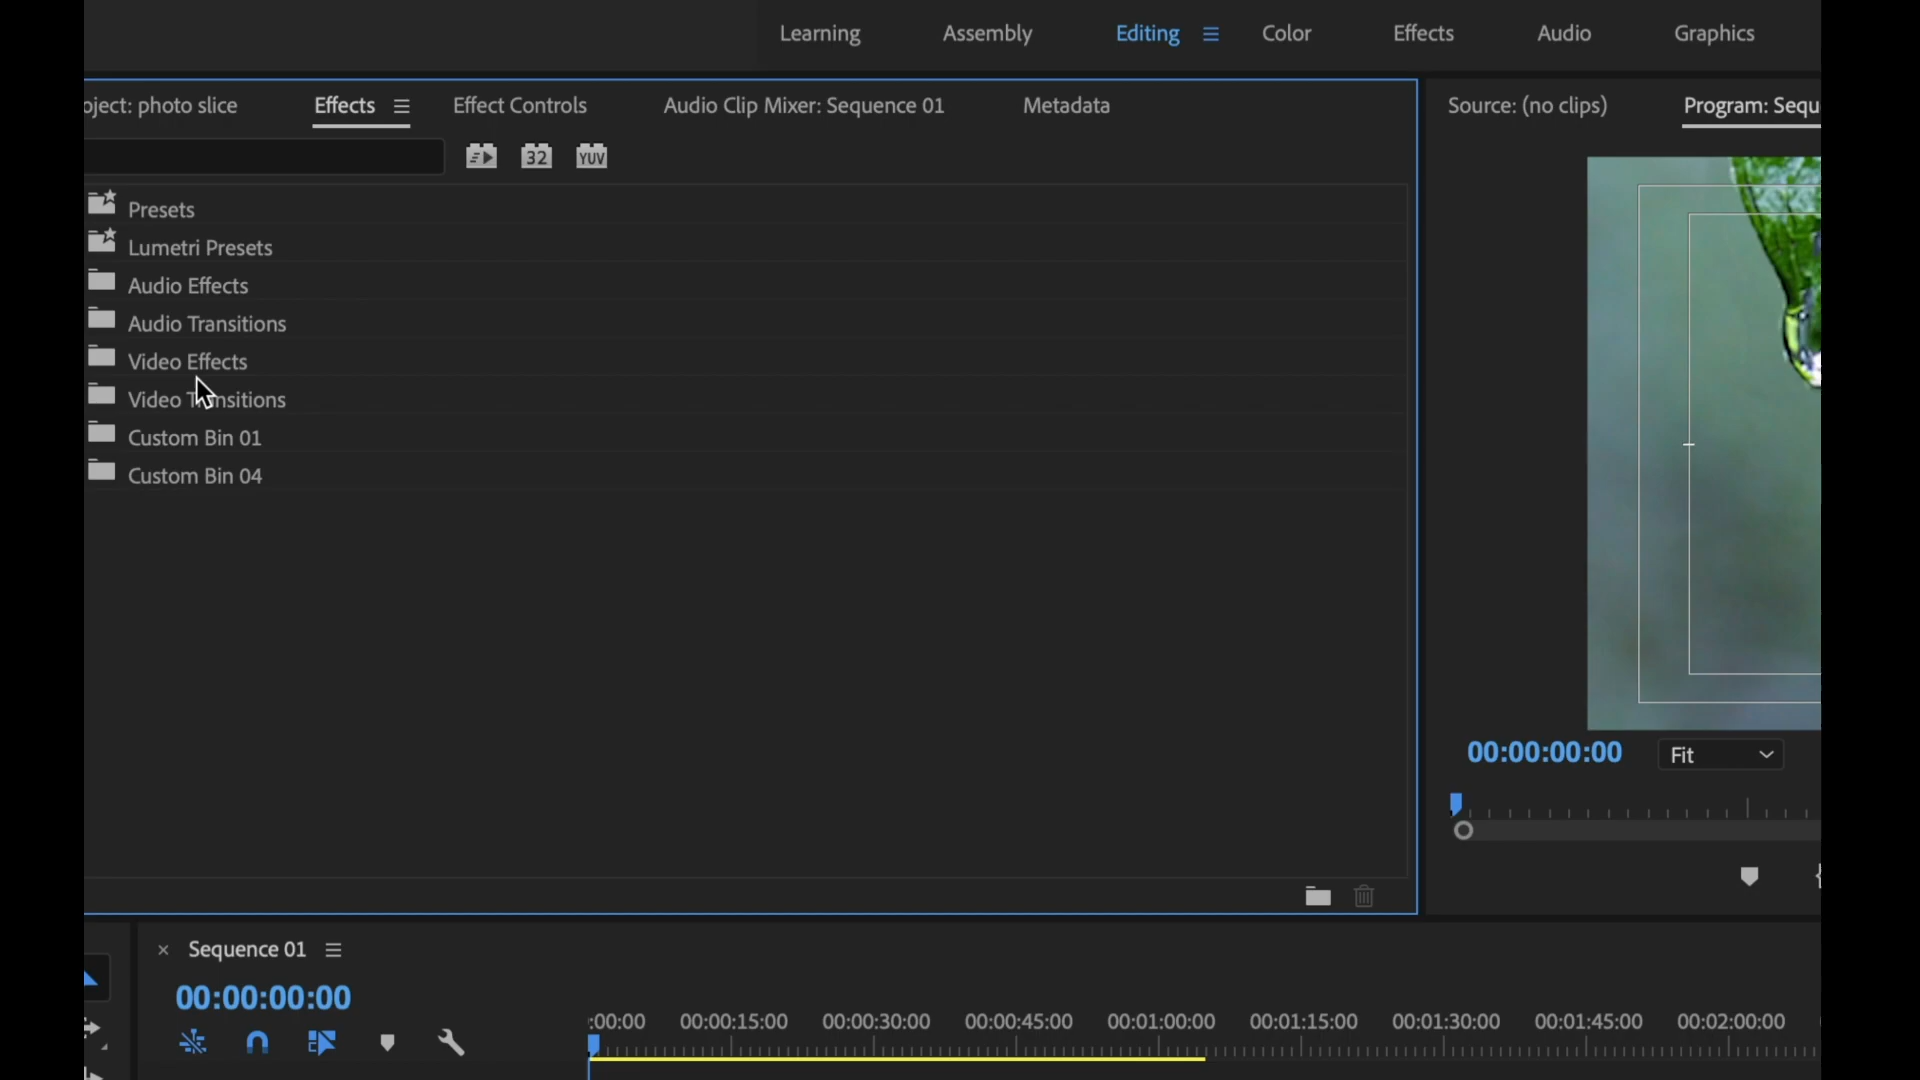 Learning Assembly Editing Color Effects Audio Graphics
oject: photo slice Effects Effect Controls Audio Clip Mixer: Sequence 01 Metadata Source: (no clips) Program: Sequ
32 YUV
Presets
Lumetri Presets
Audio Effects
Audio Transitions
Video Effects
Video Transitions
Custom Bin 01
Custom Bin 04
00:00:00:00 Fit
× Sequence 01
00:00:00:00
:00:00 00:00:15:00 00:00:30:00 00:00:45:00 00:01:00:00 00:01:15:00 00:01:30:00 00:01:45:00 00:02:00:00